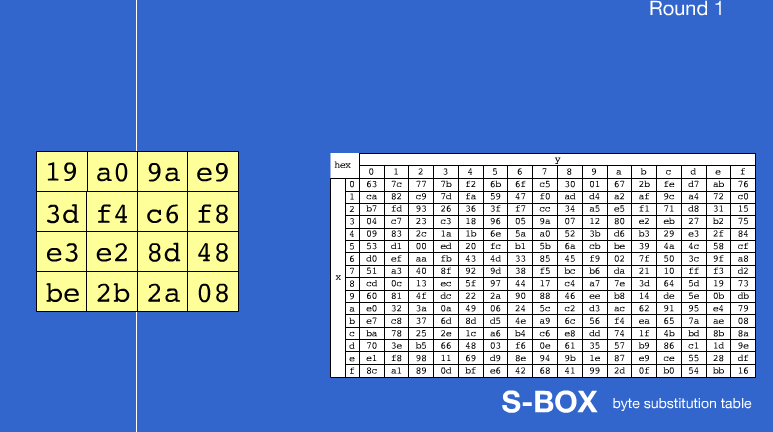 Round 1
19 a0 9a e9
3d f4 c6 f8
e3 e2 8d 48
be 2b 2a 08
hex y
0 1 2 3 4 5 6 7 8 9 a b c d e f
x
0 63 7c 77 7b f2 6b 6f c5 30 01 67 2b fe d7 ab 76
1 ca 82 c9 7d fa 59 47 f0 ad d4 a2 af 9c a4 72 c0
2 b7 fd 93 26 36 3f f7 cc 34 a5 e5 f1 71 d8 31 15
3 04 c7 23 c3 18 96 05 9a 07 12 80 e2 eb 27 b2 75
4 09 83 2c 1a 1b 6e 5a a0 52 3b d6 b3 29 e3 2f 84
5 53 d1 00 ed 20 fc b1 5b 6a cb be 39 4a 4c 58 cf
6 d0 ef aa fb 43 4d 33 85 45 f9 02 7f 50 3c 9f a8
7 51 a3 40 8f 92 9d 38 f5 bc b6 da 21 10 ff f3 d2
8 cd 0c 13 ec 5f 97 44 17 c4 a7 7e 3d 64 5d 19 73
9 60 81 4f dc 22 2a 90 88 46 ee b8 14 de 5e 0b db
a e0 32 3a 0a 49 06 24 5c c2 d3 ac 62 91 95 e4 79
b e7 c8 37 6d 8d d5 4e a9 6c 56 f4 ea 65 7a ae 08
c ba 78 25 2e 1c a6 b4 c6 e8 dd 74 1f 4b bd 8b 8a
d 70 3e b5 66 48 03 f6 0e 61 35 57 b9 86 c1 1d 9e
e e1 f8 98 11 69 d9 8e 94 9b 1e 87 e9 ce 55 28 df
f 8c a1 89 0d bf e6 42 68 41 99 2d 0f b0 54 bb 16
S-BOX byte substitution table